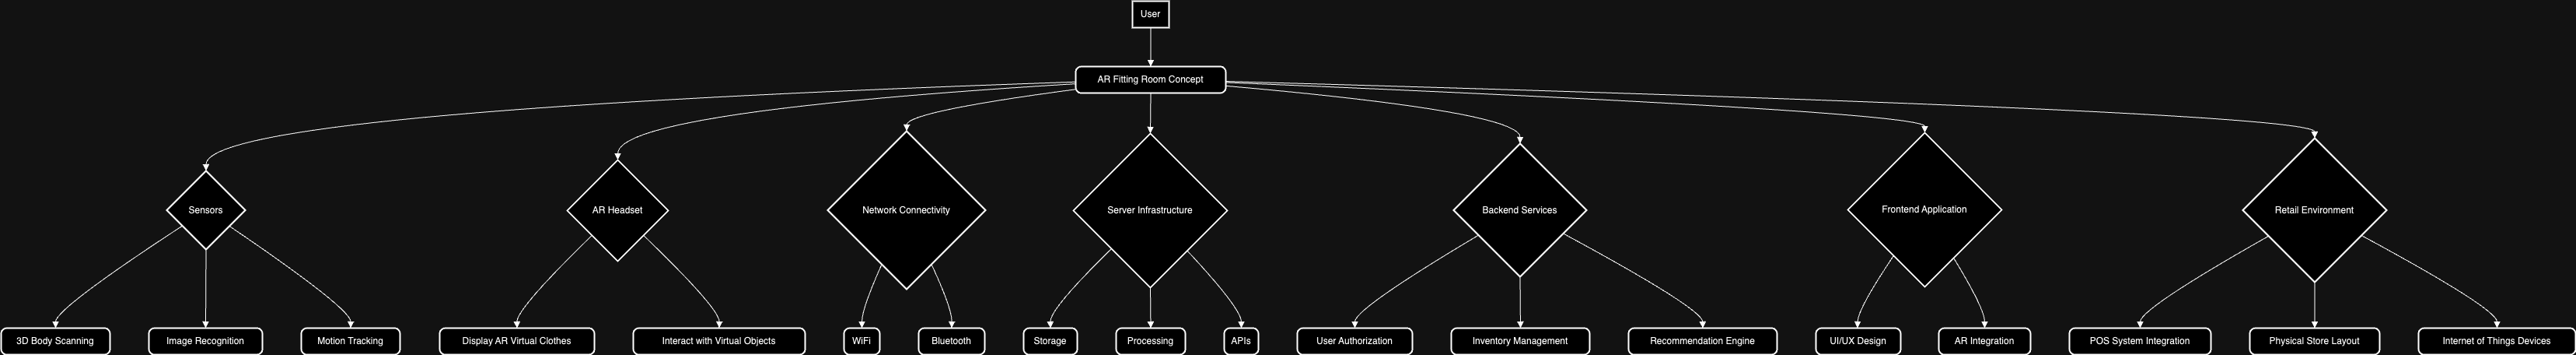 User
AR Fitting Room Concept
Sensors
AR Headset
Network Connectivity
Server Infrastructure
Backend Services
Frontend Application
Retail Environment
3D Body Scanning
Image Recognition
Motion Tracking
Display AR Virtual Clothes
Interact with Virtual Objects
WiFi
Bluetooth
Storage
Processing
APIs
User Authorization
Inventory Management
Recommendation Engine
UI/UX Design
AR Integration
POS System Integration
Physical Store Layout
Internet of Things Devices